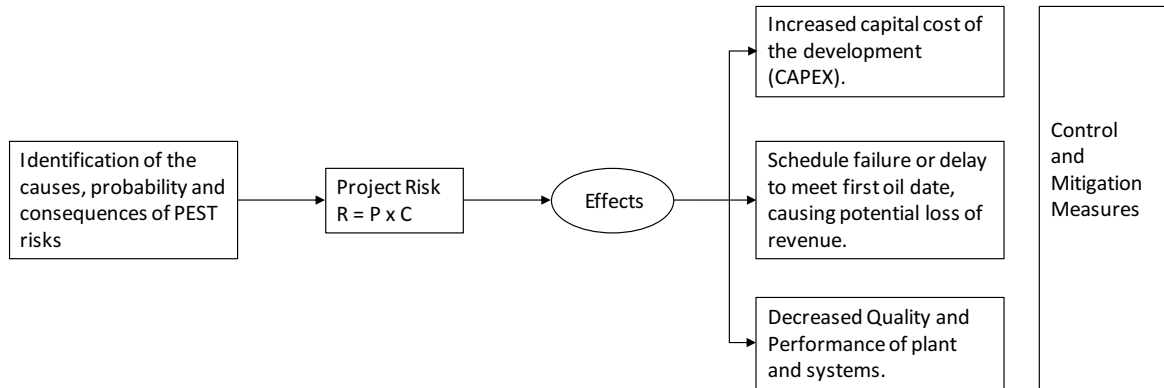 Identification of the
causes, probability and
consequences of PEST
risks
Project Risk
R = P x C
Effects
Increased capital cost of
the development
(CAPEX).
Schedule failure or delay
to meet first oil date,
causing potential loss of
revenue.
Decreased Quality and
Performance of plant
and systems.
Control
and
Mitigation
Measures